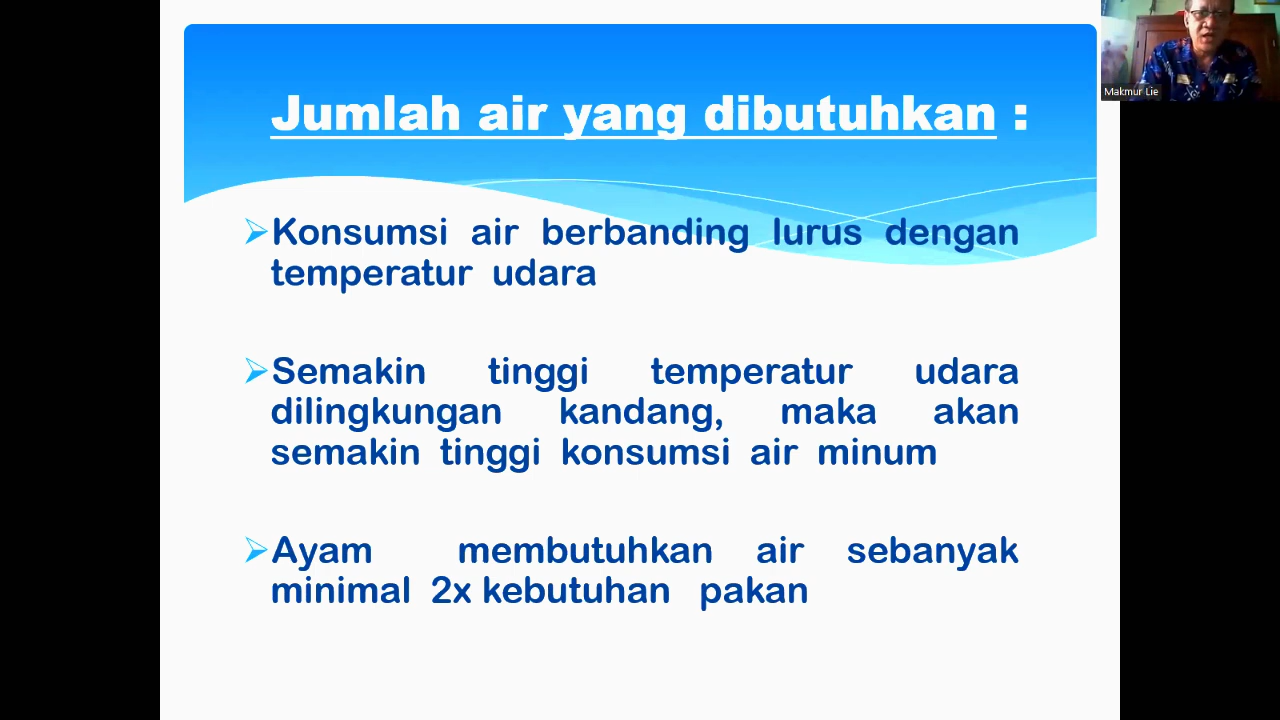 Jumlah air yang dibutuhkan :
Makmur Lie
➢Konsumsi air berbanding lurus dengan
temperatur udara
➢Semakin tinggi temperatur udara
dilingkungan kandang, maka akan
semakin tinggi konsumsi air minum
➢Ayam membutuhkan air sebanyak
minimal 2x kebutuhan pakan